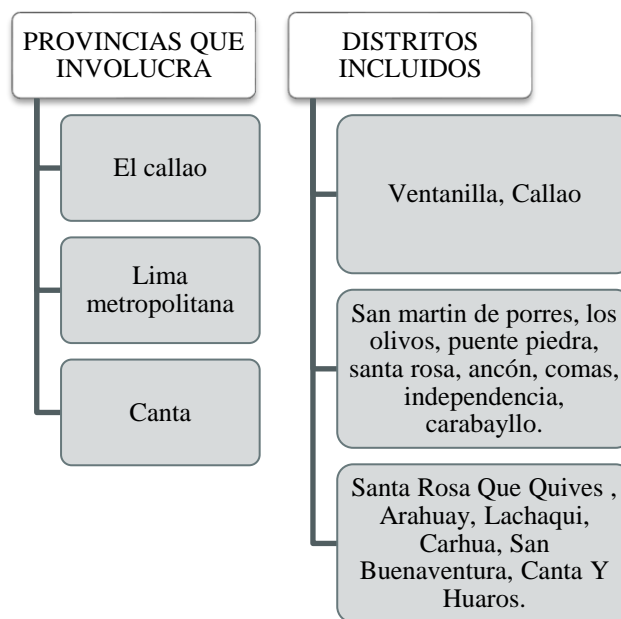 PROVINCIAS QUE
INVOLUCRA
El callao
Lima
metropolitana
Canta
DISTRITOS
INCLUIDOS
Ventanilla, Callao
San martin de porres, los
olivos, puente piedra,
santa rosa, ancón, comas,
independencia,
carabayllo.
Santa Rosa Que Quives ,
Arahuay, Lachaqui,
Carhua, San
Buenaventura, Canta Y
Huaros.